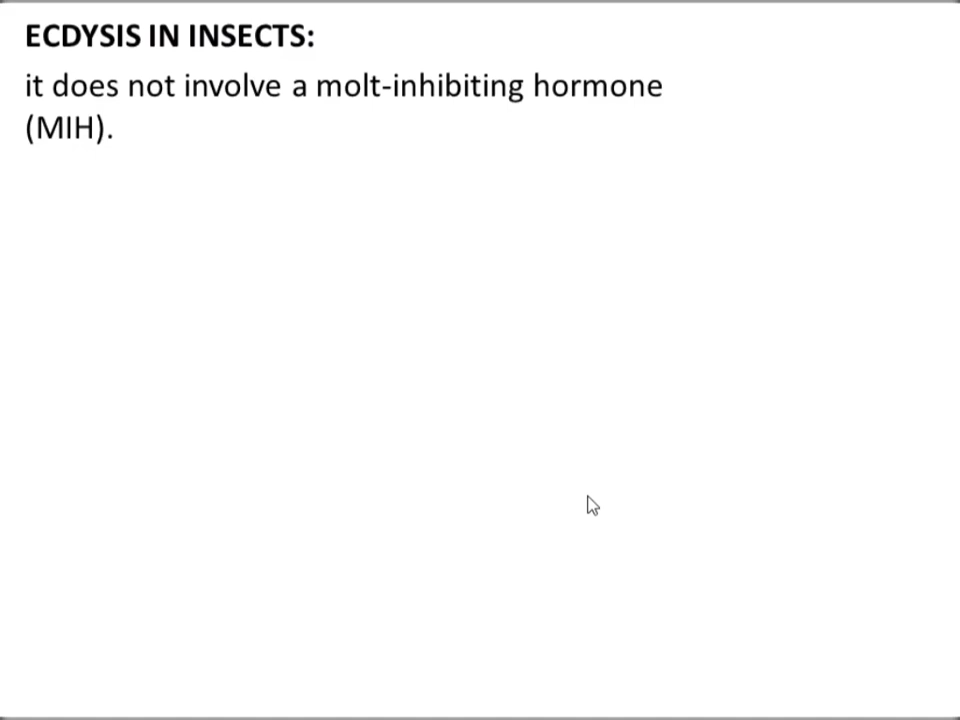 ECDYSIS IN INSECTS:
it does not involve a molt-inhibiting hormone
(MIH).